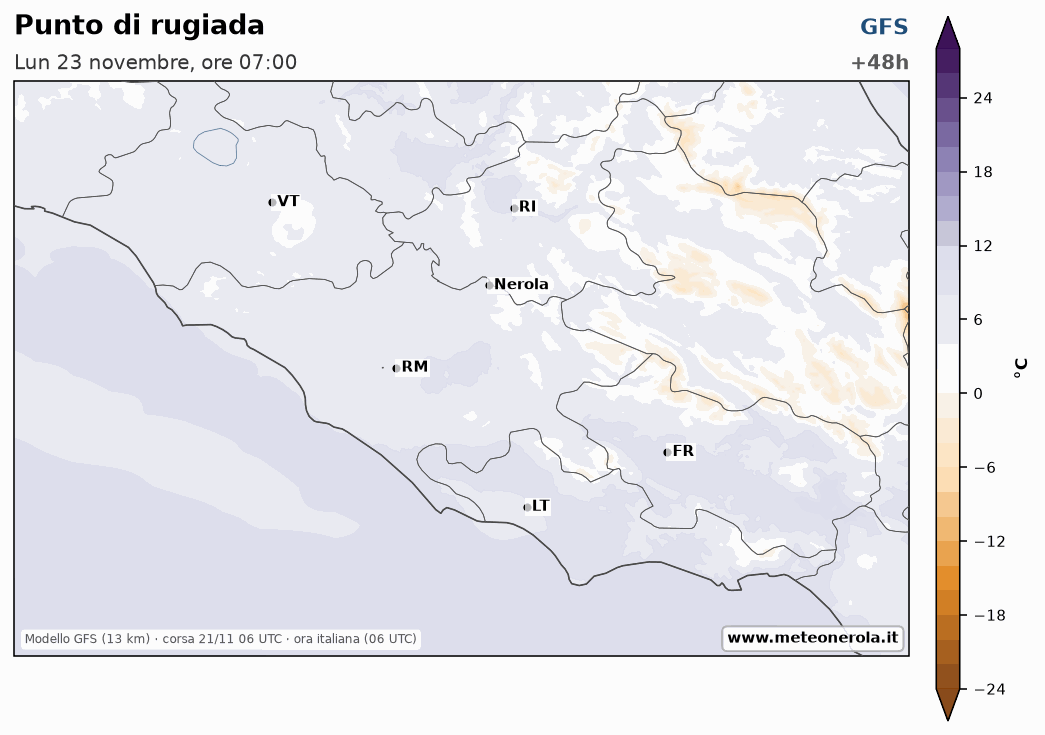 Punto di rugiada
GFS
Lun 23 novembre, ore 07:00
+48h
VT
RI
Nerola
RM
FR
LT
24
18
12
6
0
−6
−12
−18
−24
°C
Modello GFS (13 km) · corsa 21/11 06 UTC · ora italiana (06 UTC)
www.meteonerola.it